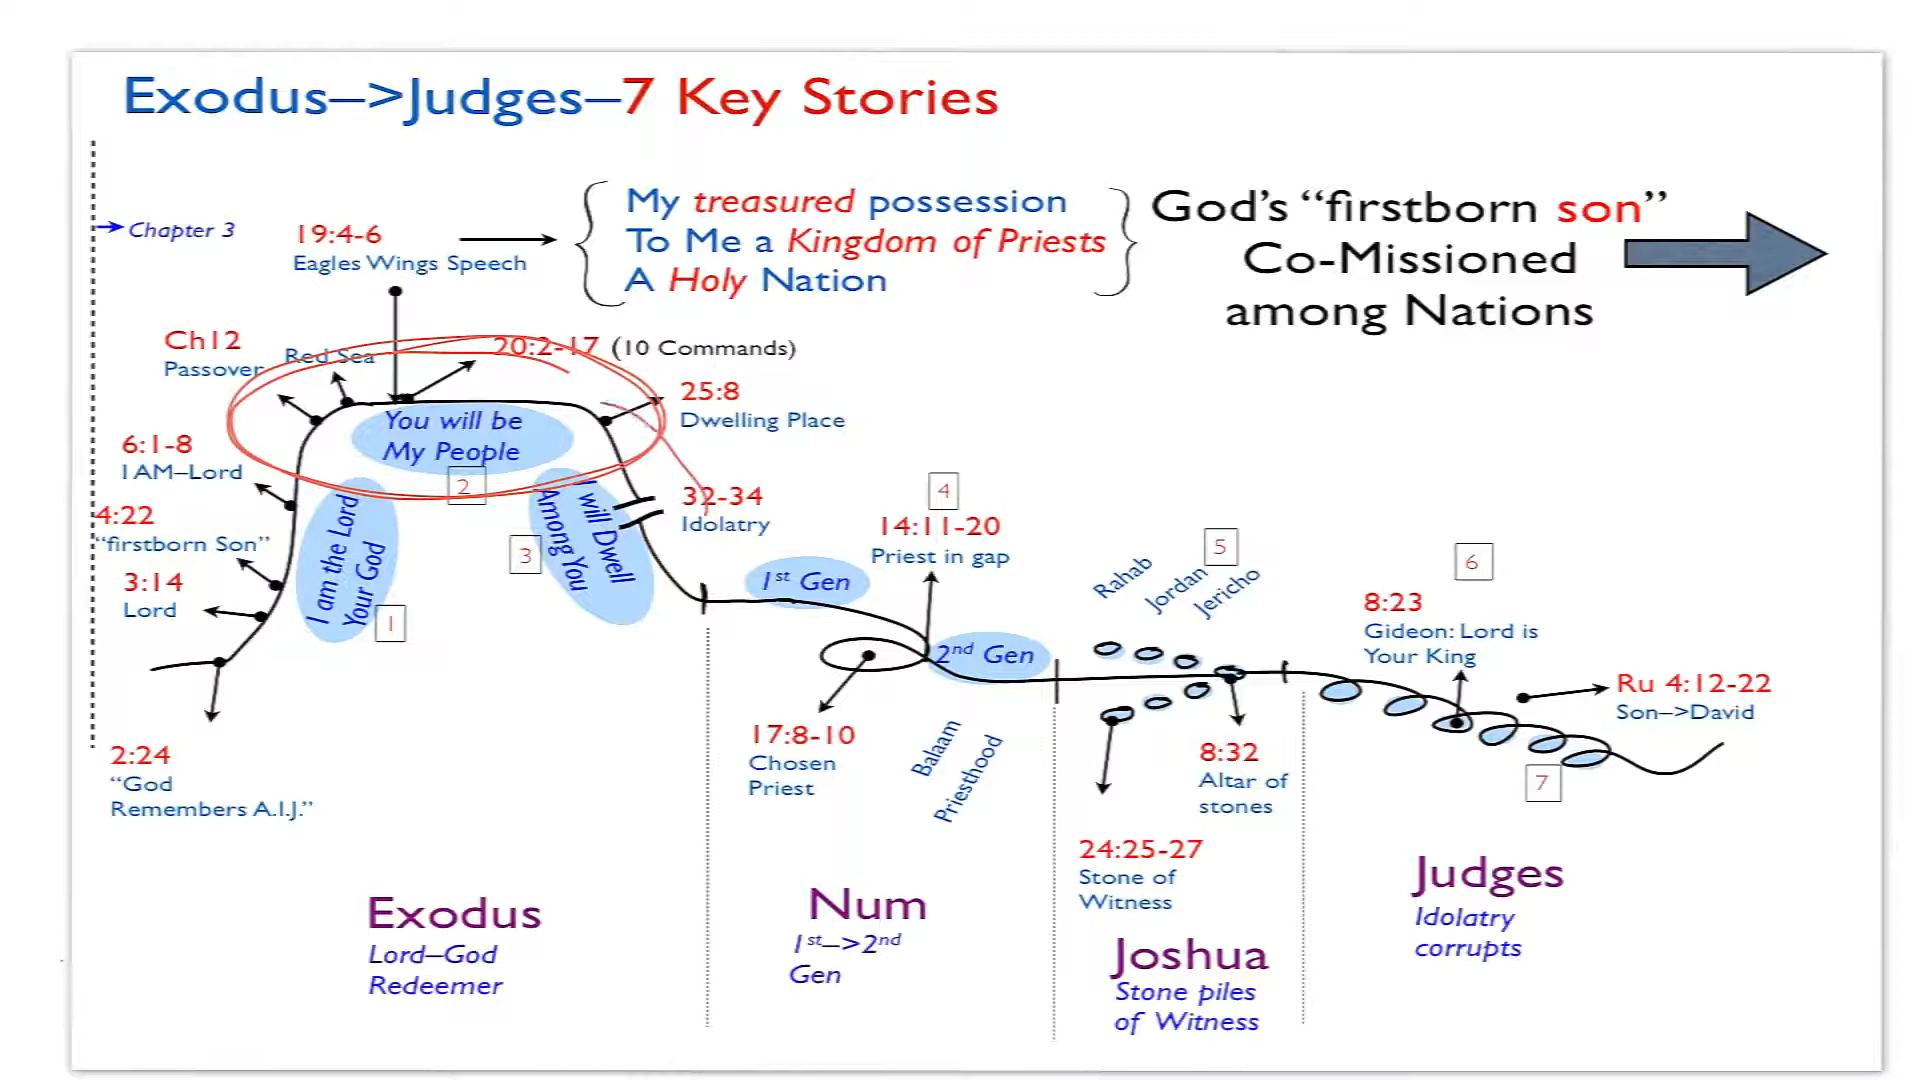 Exodus–>Judges–7 Key Stories
Chapter 3
19:4-6
Eagles Wings Speech
My treasured possession
To Me a Kingdom of Priests
A Holy Nation
God's “firstborn son”
Co-Missioned
among Nations
Ch12
Passover
Red Sea
20:2-17 (10 Commands)
25:8
Dwelling Place
You will be
My People
2
6:1-8
I AM–Lord
4:22
“firstborn Son”
3:14
Lord
I am the Lord
Your God
1
I will Dwell
Among You
3
32-34
Idolatry
2:24
“God
Remembers A.I.J.”
1st Gen
4
14:11-20
Priest in gap
2nd Gen
17:8-10
Chosen
Priest
Balaam
Priesthood
5
Rahab
Jordan
Jericho
8:32
Altar of
stones
24:25-27
Stone of
Witness
6
8:23
Gideon: Lord is
Your King
Ru 4:12-22
Son–>David
7
Exodus
Lord–God
Redeemer
Num
1st–>2nd
Gen
Joshua
Stone piles
of Witness
Judges
Idolatry
corrupts